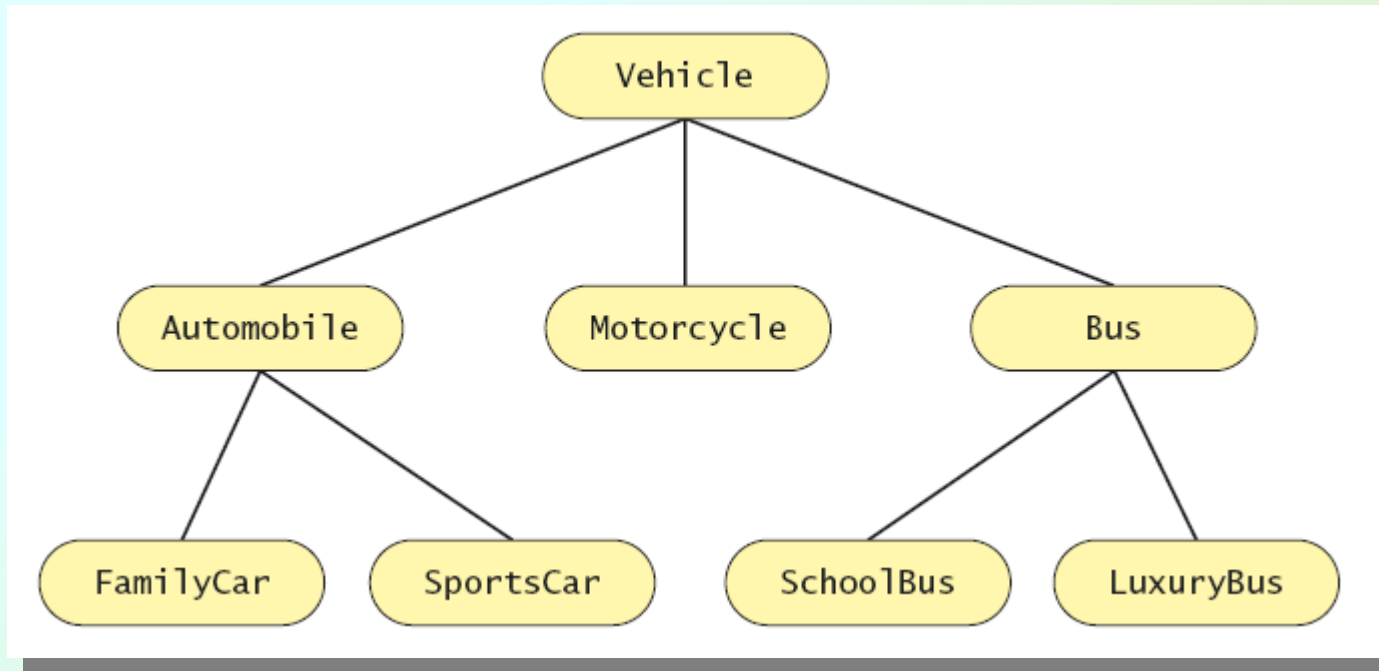 Vehicle
Automobile
Motorcycle
Bus
FamilyCar
SportsCar
SchoolBus
LuxuryBus